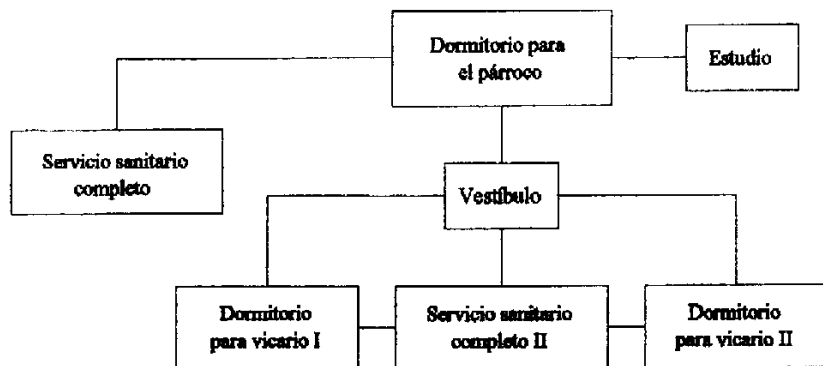 Dormitorio para
el párroco
Estudio
Servicio sanitario
completo
Vestíbulo
Dormitorio
para vicario I
Servicio sanitario
completo II
Dormitorio
para vicario II